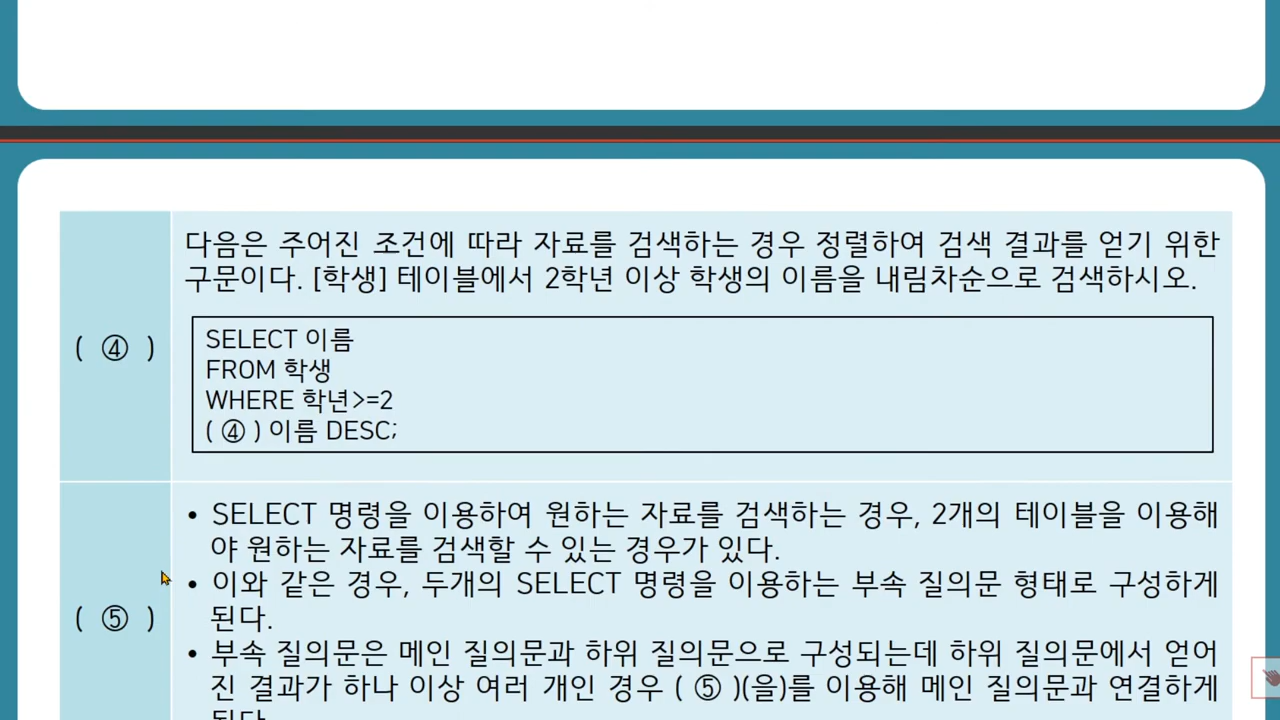 ( ④ )
다음은 주어진 조건에 따라 자료를 검색하는 경우 정렬하여 검색 결과를 얻기 위한
구문이다. [학생] 테이블에서 2학년 이상 학생의 이름을 내림차순으로 검색하시오.
SELECT 이름
FROM 학생
WHERE 학년>=2
( ④ ) 이름 DESC;
( ⑤ )
• SELECT 명령을 이용하여 원하는 자료를 검색하는 경우, 2개의 테이블을 이용해
야 원하는 자료를 검색할 수 있는 경우가 있다.
• 이와 같은 경우, 두개의 SELECT 명령을 이용하는 부속 질의문 형태로 구성하게
된다.
• 부속 질의문은 메인 질의문과 하위 질의문으로 구성되는데 하위 질의문에서 얻어
진 결과가 하나 이상 여러 개인 경우 ( ⑤ )(을)를 이용해 메인 질의문과 연결하게
된다